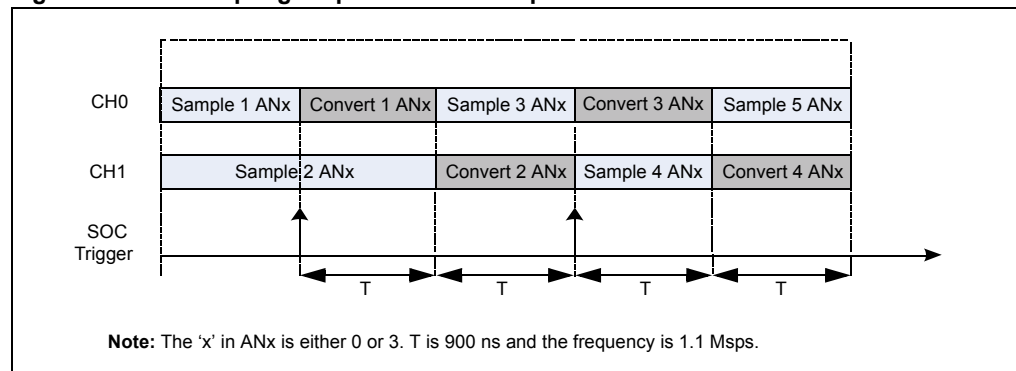 CH0
Sample 1 ANx Convert 1 ANx Sample 3 ANx Convert 3 ANx Sample 5 ANx
CH1
Sample 2 ANx Convert 2 ANx Sample 4 ANx Convert 4 ANx
SOC
Trigger
T T T T
Note: The ‘x’ in ANx is either 0 or 3. T is 900 ns and the frequency is 1.1 Msps.